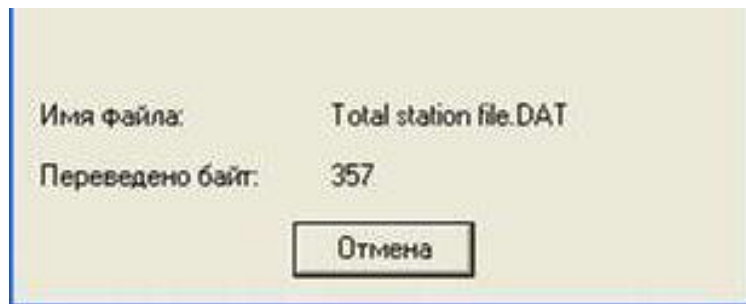 Имя файла: Total station file.DAT
Переведено байт: 357
Отмена